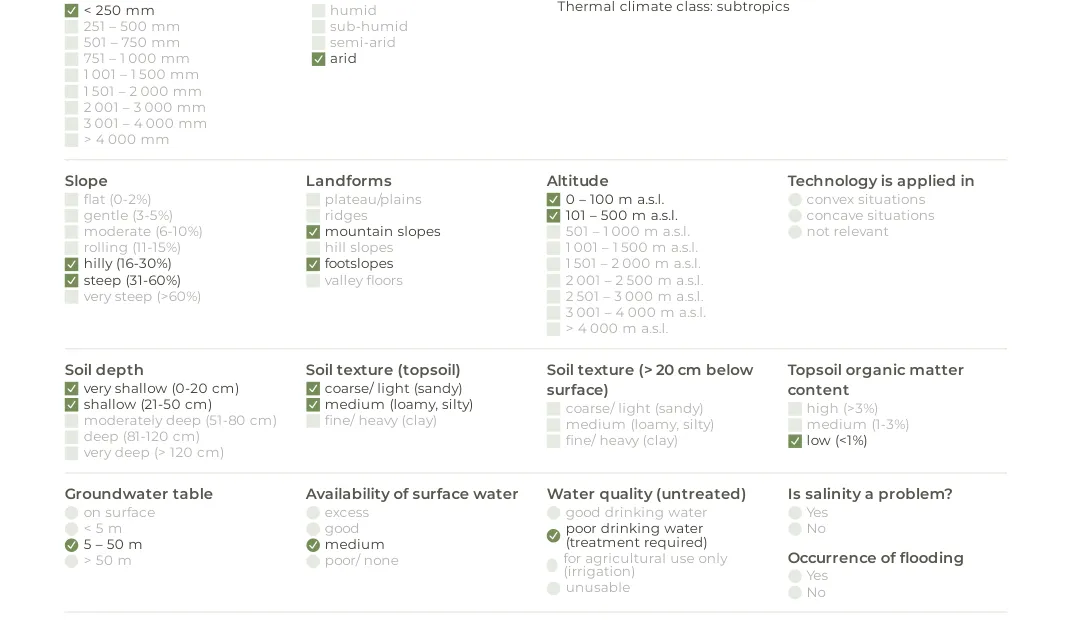 < 250 mm
251 – 500 mm
501 – 750 mm
751 – 1 000 mm
1 001 – 1 500 mm
1 501 – 2 000 mm
2 001 – 3 000 mm
3 001 – 4 000 mm
> 4 000 mm
humid
sub-humid
semi-arid
arid
Thermal climate class: subtropics
Slope
flat (0-2%)
gentle (3-5%)
moderate (6-10%)
rolling (11-15%)
hilly (16-30%)
steep (31-60%)
very steep (>60%)
Landforms
plateau/plains
ridges
mountain slopes
hill slopes
footslopes
valley floors
Altitude
0 – 100 m a.s.l.
101 – 500 m a.s.l.
501 – 1 000 m a.s.l.
1 001 – 1 500 m a.s.l.
1 501 – 2 000 m a.s.l.
2 001 – 2 500 m a.s.l.
2 501 – 3 000 m a.s.l.
3 001 – 4 000 m a.s.l.
> 4 000 m a.s.l.
Technology is applied in
convex situations
concave situations
not relevant
Soil depth
very shallow (0-20 cm)
shallow (21-50 cm)
moderately deep (51-80 cm)
deep (81-120 cm)
very deep (> 120 cm)
Soil texture (topsoil)
coarse/ light (sandy)
medium (loamy, silty)
fine/ heavy (clay)
Soil texture (> 20 cm below
surface)
coarse/ light (sandy)
medium (loamy, silty)
fine/ heavy (clay)
Topsoil organic matter
content
high (>3%)
medium (1-3%)
low (<1%)
Groundwater table
on surface
< 5 m
5 – 50 m
> 50 m
Availability of surface water
excess
good
medium
poor/ none
Water quality (untreated)
good drinking water
poor drinking water
(treatment required)
for agricultural use only
(irrigation)
unusable
Is salinity a problem?
Yes
No
Occurrence of flooding
Yes
No